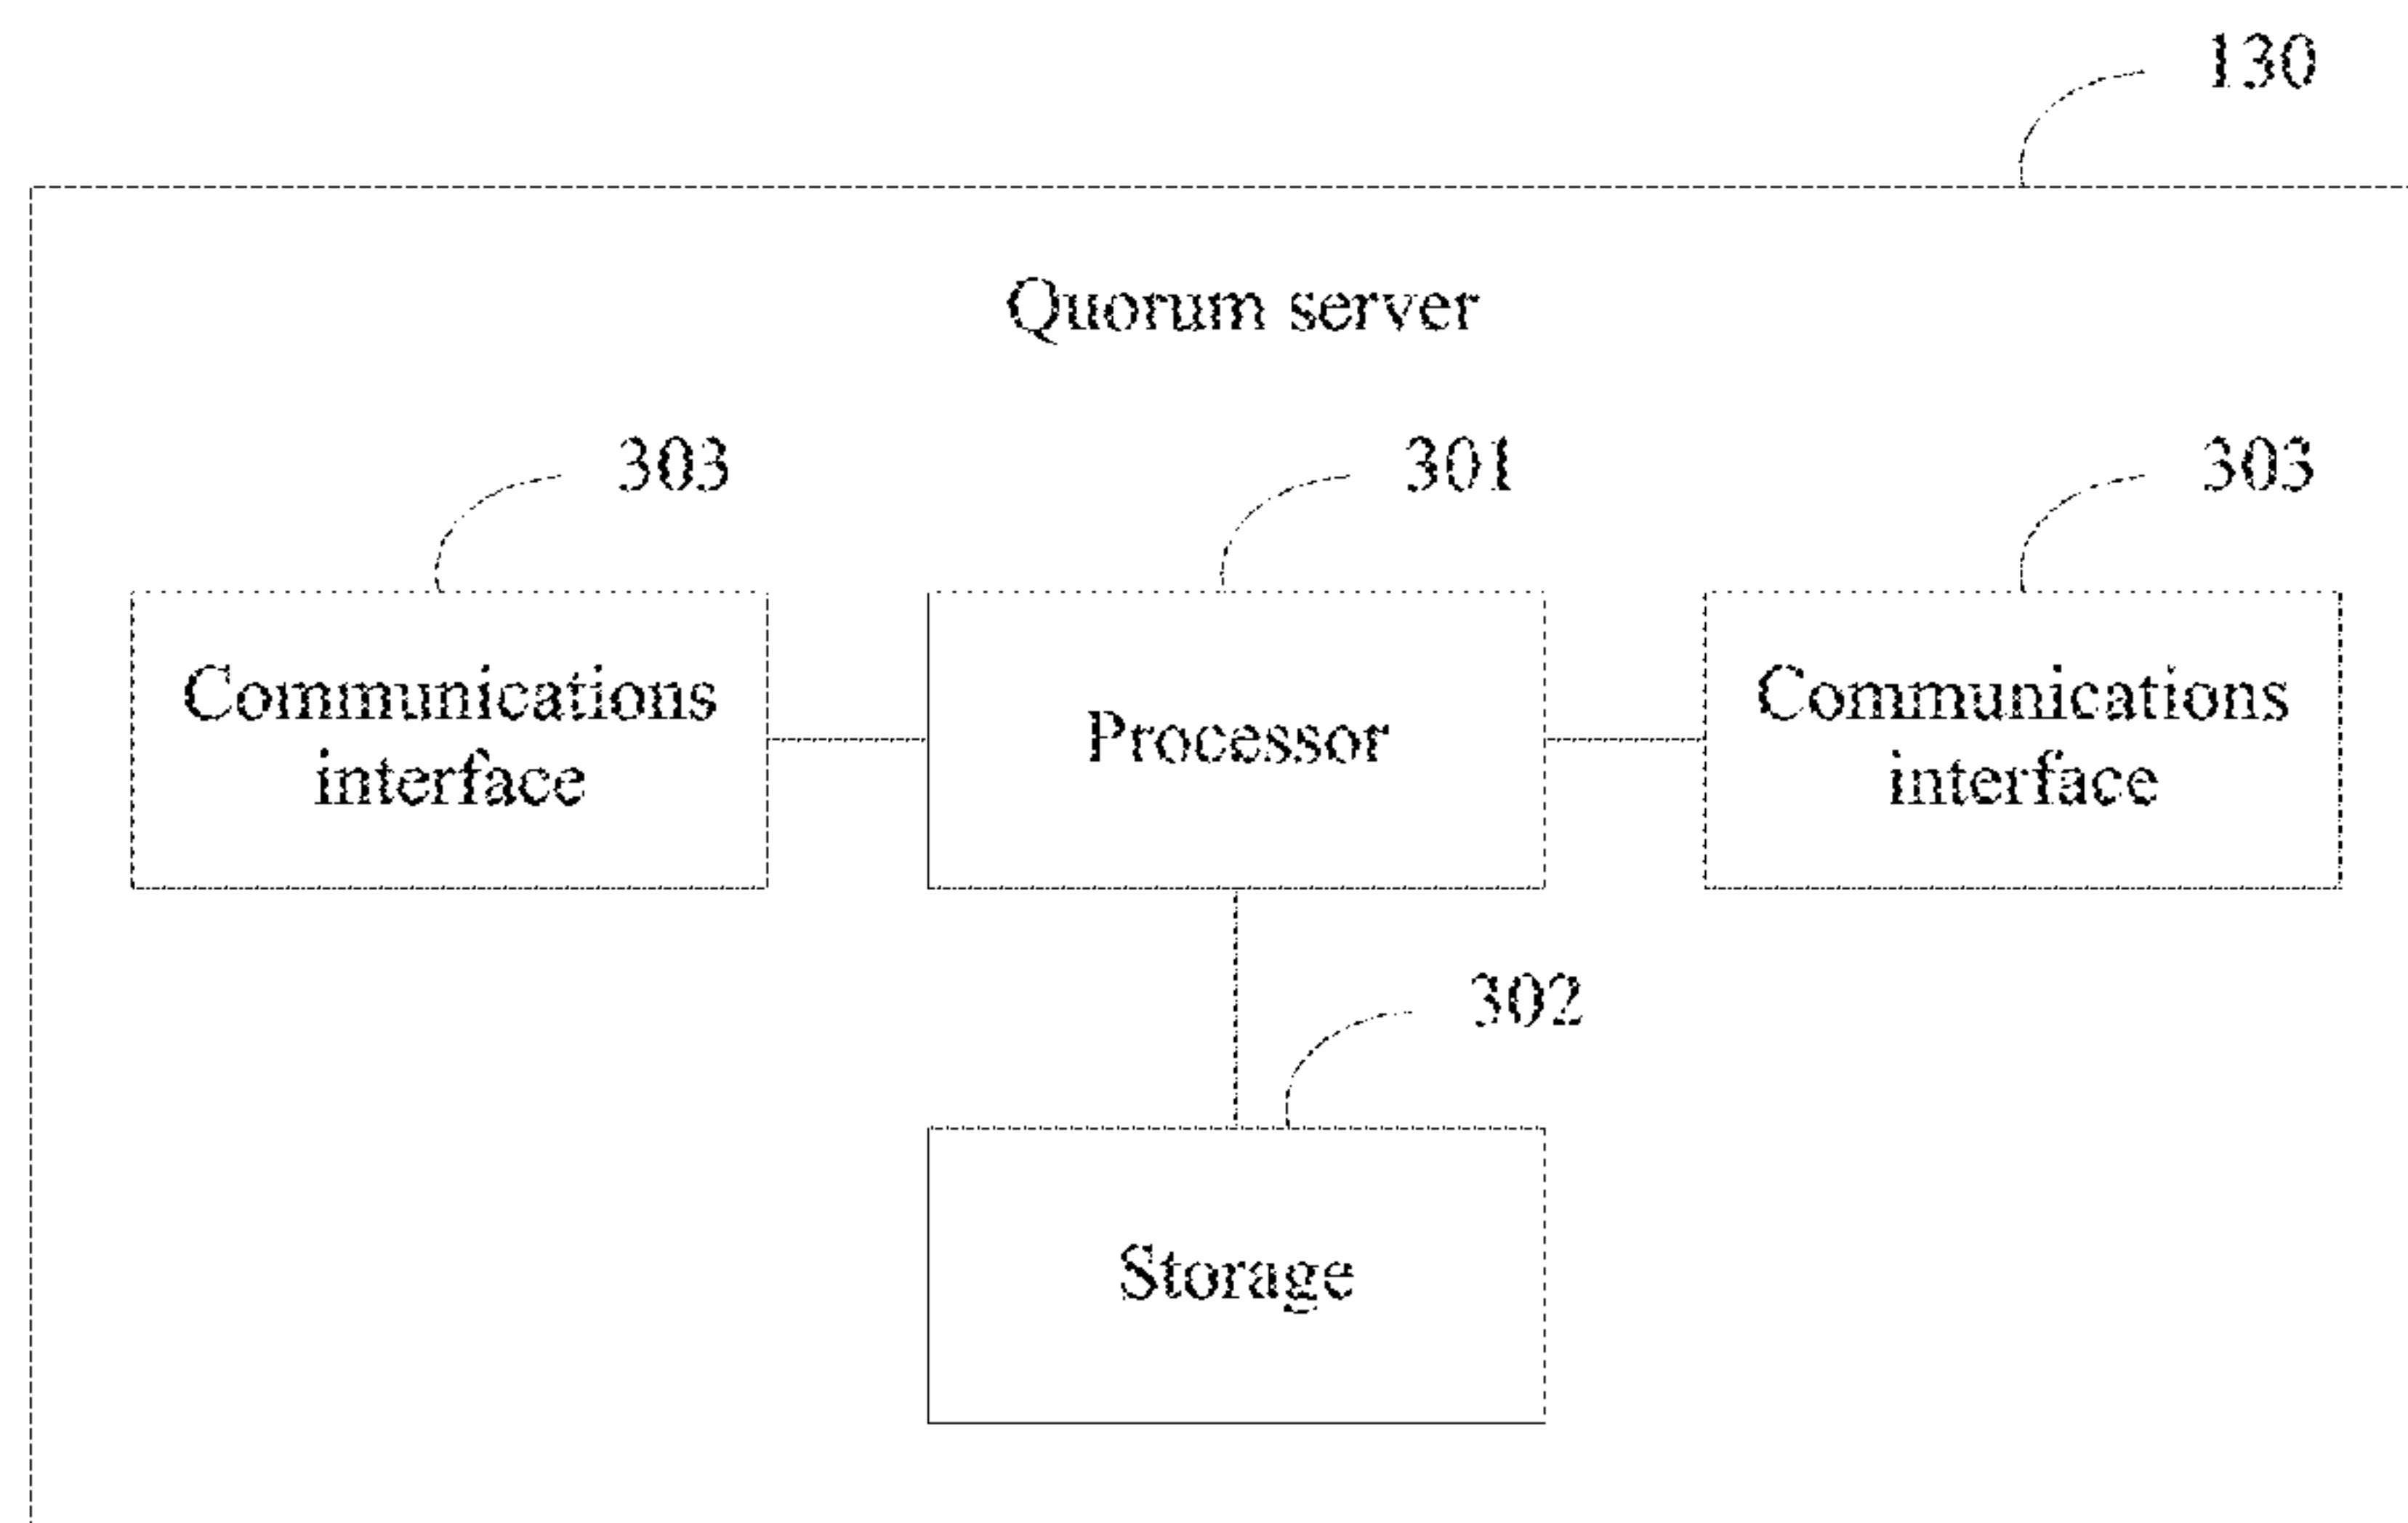 130
Quorum server
303
301
303
Communications
interface
Processor
Communications
interface
302
Storage